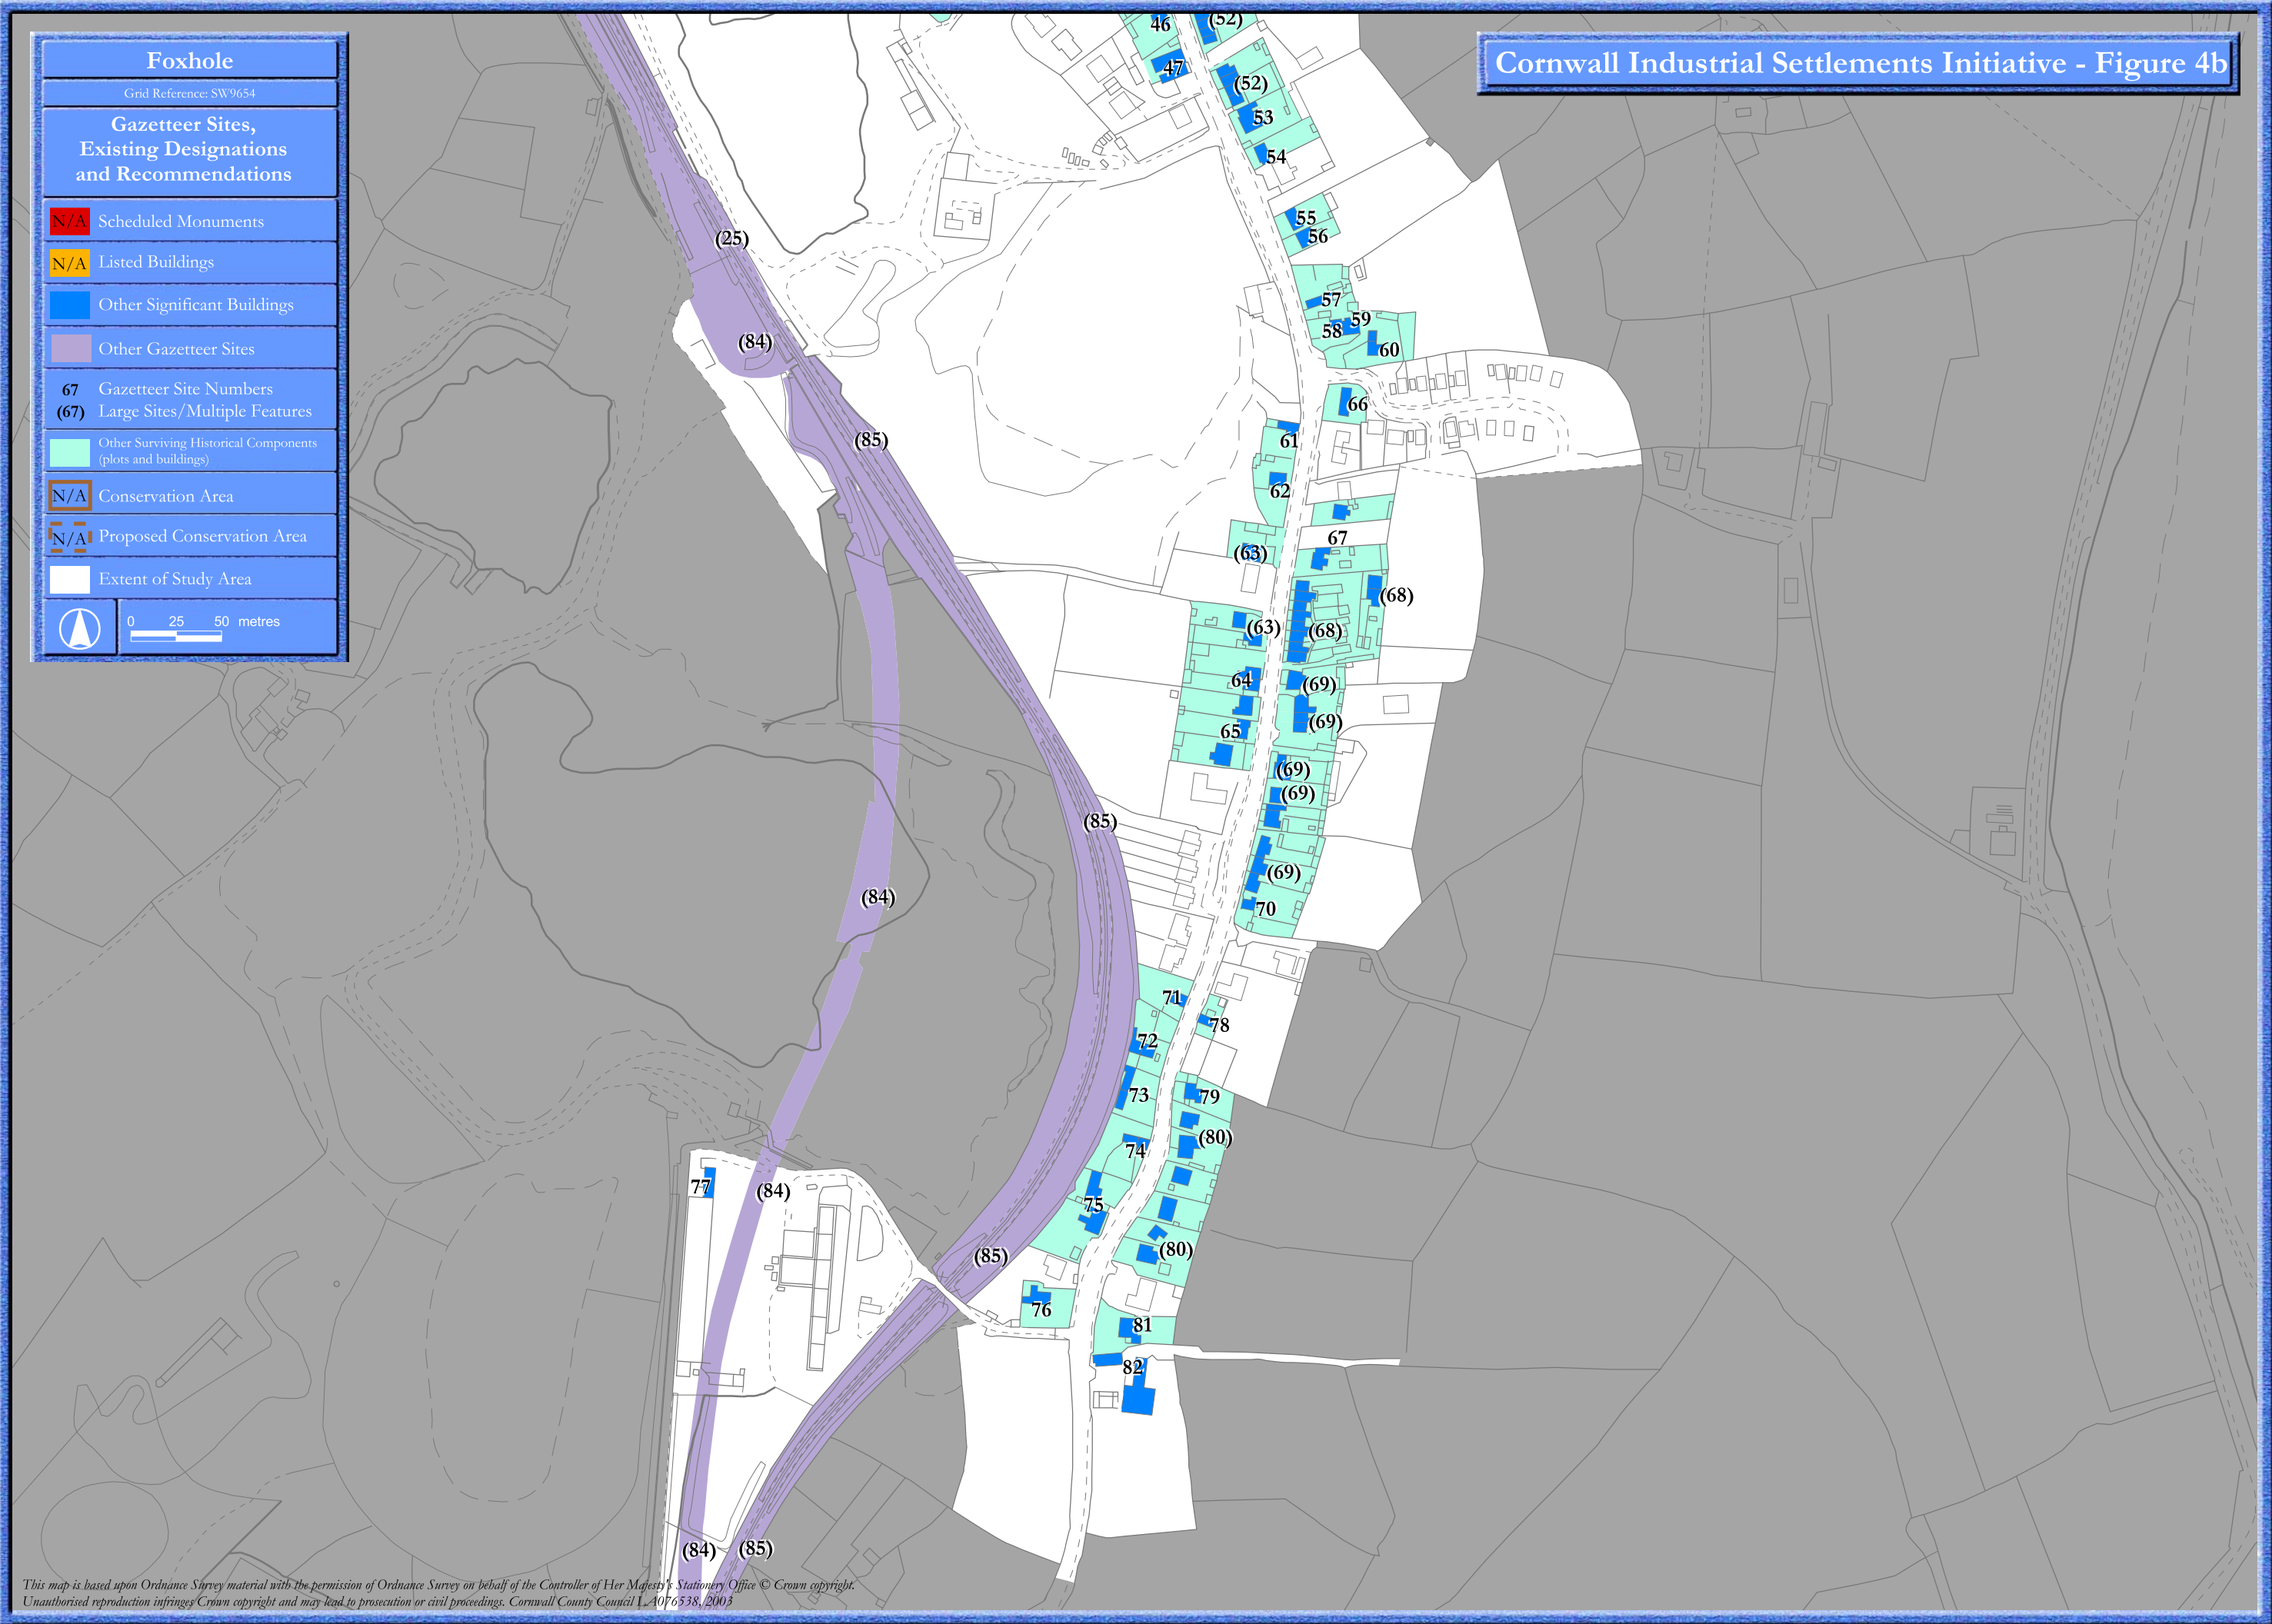 Foxhole
Grid Reference: SW9654
Gazetteer Sites,
Existing Designations
and Recommendations
N/A Scheduled Monuments
N/A Listed Buildings
Other Significant Buildings
Other Gazetteer Sites
67 Gazetteer Site Numbers
(67) Large Sites/Multiple Features
Other Surviving Historical Components
(plots and buildings)
N/A Conservation Area
N/A Proposed Conservation Area
Extent of Study Area
0 25 50 metres
Cornwall Industrial Settlements Initiative - Figure 4b
46
(52)
47
(52)
53
54
55
56
(25)
57
59
58
(84)
60
66
61
(85)
62
67
(63)
(68)
(63)
(68)
64
(69)
(69)
65
(69)
(69)
(85)
(69)
(84)
70
71
78
72
73
79
(80)
74
77
(84)
75
(80)
(85)
76
81
82
(84)
(85)
This map is based upon Ordnance Survey material with the permission of Ordnance Survey on behalf of the Controller of Her Majesty's Stationery Office © Crown copyright.
Unauthorised reproduction infringes Crown copyright and may lead to prosecution or civil proceedings. Cornwall County Council LA076538, 2003